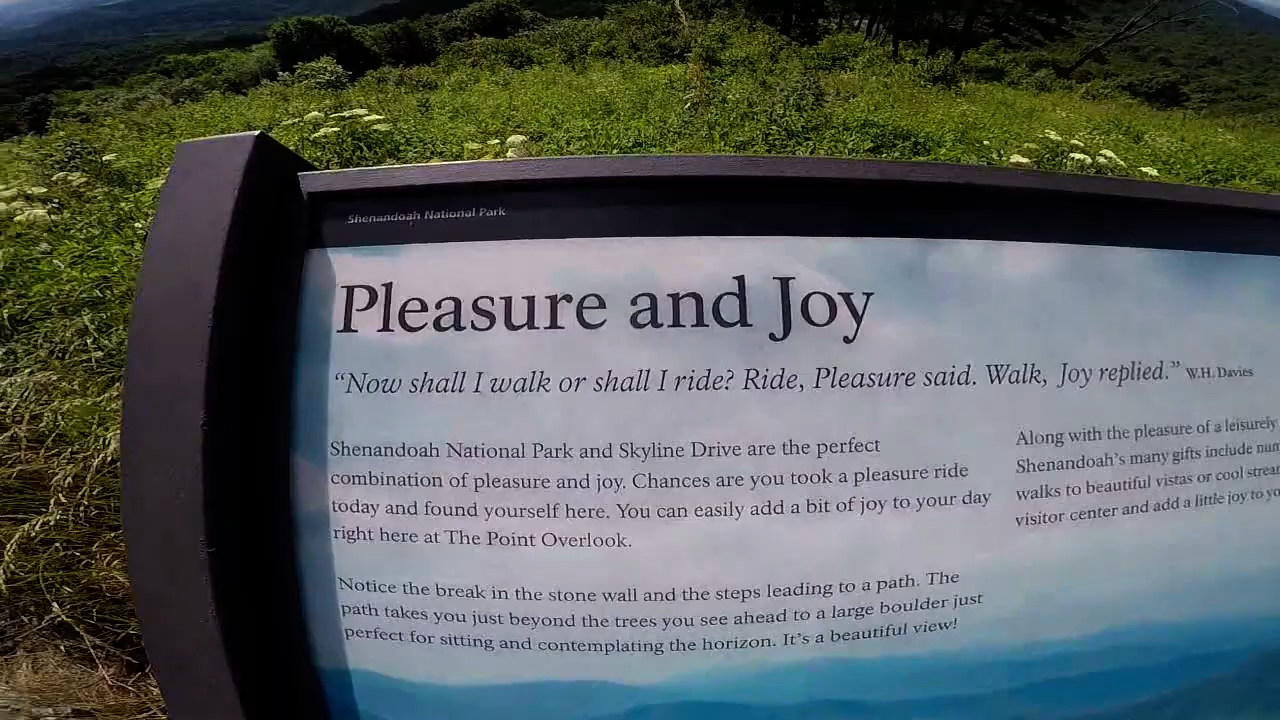 Shenandoah National Park
Pleasure and Joy
“Now shall I walk or shall I ride? Ride, Pleasure said. Walk, Joy replied.” W.H. Davies
Shenandoah National Park and Skyline Drive are the perfect
combination of pleasure and joy. Chances are you took a pleasure ride
today and found yourself here. You can easily add a bit of joy to your day
right here at The Point Overlook.
Notice the break in the stone wall and the steps leading to a path. The
path takes you just beyond the trees you see ahead to a large boulder just
perfect for sitting and contemplating the horizon. It’s a beautiful view!
Along with the pleasure of a leisurely
Shenandoah’s many gifts include
walks to beautiful vistas or cool
visitor center and add a little joy to